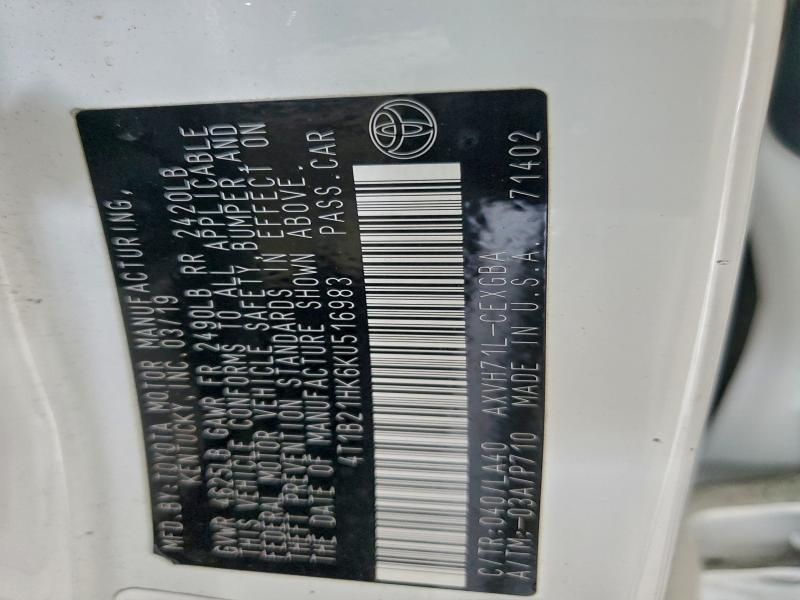 MFD.BY:TOYOTA MOTOR MANUFACTURING,
KENTUCKY, INC. 03/19
GVWR 4625LB GAWR FR 2490LB RR 2420LB
THIS VEHICLE CONFORMS TO ALL APPLICABLE
FEDERAL MOTOR VEHICLE SAFETY, BUMPER, AND
THEFT PREVENTION STANDARDS IN EFFECT ON
THE DATE OF MANUFACTURE SHOWN ABOVE.
4T1B21HK6KU516983 PASS.CAR
C/TR:040/LA40 AXVH71L-CEXGBA
A/TM:-03A/P710 MADE IN U.S.A. 71402